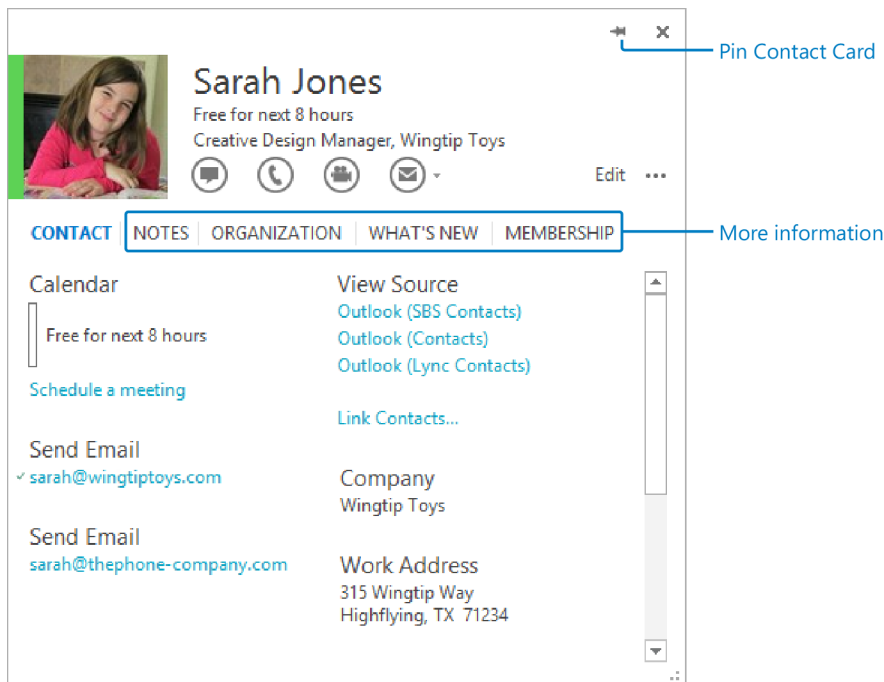 Pin Contact Card
Sarah Jones
Free for next 8 hours
Creative Design Manager, Wingtip Toys
Edit
CONTACT NOTES ORGANIZATION WHAT'S NEW MEMBERSHIP
More information
Calendar
Free for next 8 hours
Schedule a meeting
Send Email
sarah@wingtiptoys.com
Send Email
sarah@thephone-company.com
View Source
Outlook (SBS Contacts)
Outlook (Contacts)
Outlook (Lync Contacts)
Link Contacts...
Company
Wingtip Toys
Work Address
315 Wingtip Way
Highflying, TX 71234